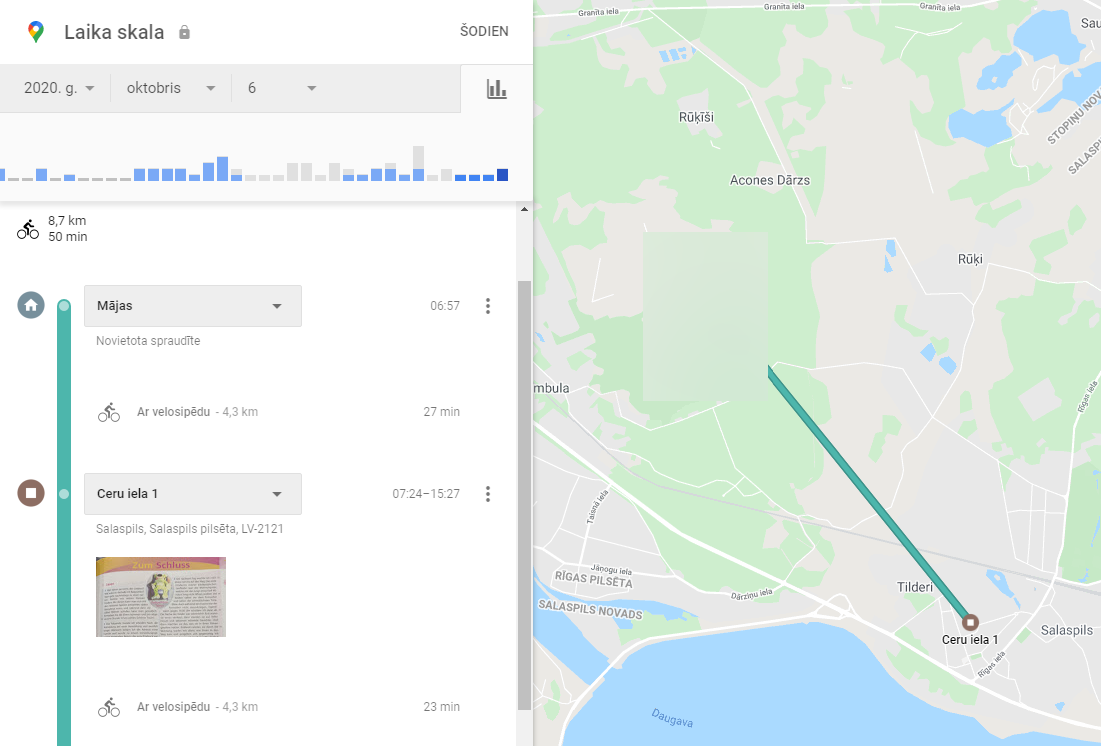 Laika skala
ŠODIEN
2020. g.
oktobris
6
8,7 km
50 min
Mājas
06:57
Novietota spraudīte
Ar velosipēdu - 4,3 km
27 min
Ceru iela 1
07:24–15:27
Salaspils, Salaspils pilsēta, LV-2121
Zum Schluss
Ar velosipēdu - 4,3 km
23 min
Granīta iela
Granīta iela
Granīta iela
Sau
Rūķīši
STOPIŅU NOV
SALASP
Acones Dārzs
Rūķi
mbula
Rīgas iela
Taisnā iela
Jāņogu iela
RĪGAS PILSĒTA
Dārziņu iela
SALASPILS NOVADS
Tilderi
Ceru iela 1
Salaspils
Rīgas iela
Daugava